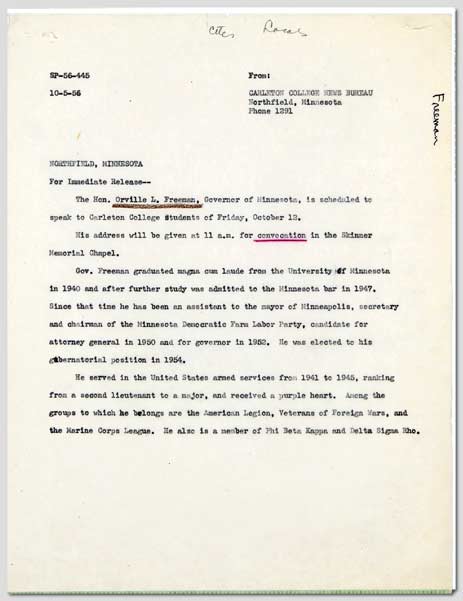 Cites Locals
SP-56-445 From:
10-5-56 CARLETON COLLEGE NEWS BUREAU
Northfield, Minnesota
Phone 1291
Freeman
NORTHFIELD, MINNESOTA
For Immediate Release--
The Hon. Orville L. Freeman, Governor of Minnesota, is scheduled to
speak to Carleton College students of Friday, October 12.
His address will be given at 11 a.m. for convocation in the Skinner
Memorial Chapel.
Gov. Freeman graduated magna cum laude from the University of Minnesota
in 1940 and after further study was admitted to the Minnesota bar in 1947.
Since that time he has been an assistant to the mayor of Minneapolis, secretary
and chairman of the Minnesota Democratic Farm Labor Party, candidate for
attorney general in 1950 and for governor in 1952. He was elected to his
gubernatorial position in 1954.
He served in the United States armed services from 1941 to 1945, ranking
from a second lieutenant to a major, and received a purple heart. Among the
groups to which he belongs are the American Legion, Veterans of Foreign Wars, and
the Marine Corps League. He also is a member of Phi Beta Kappa and Delta Sigma Rho.